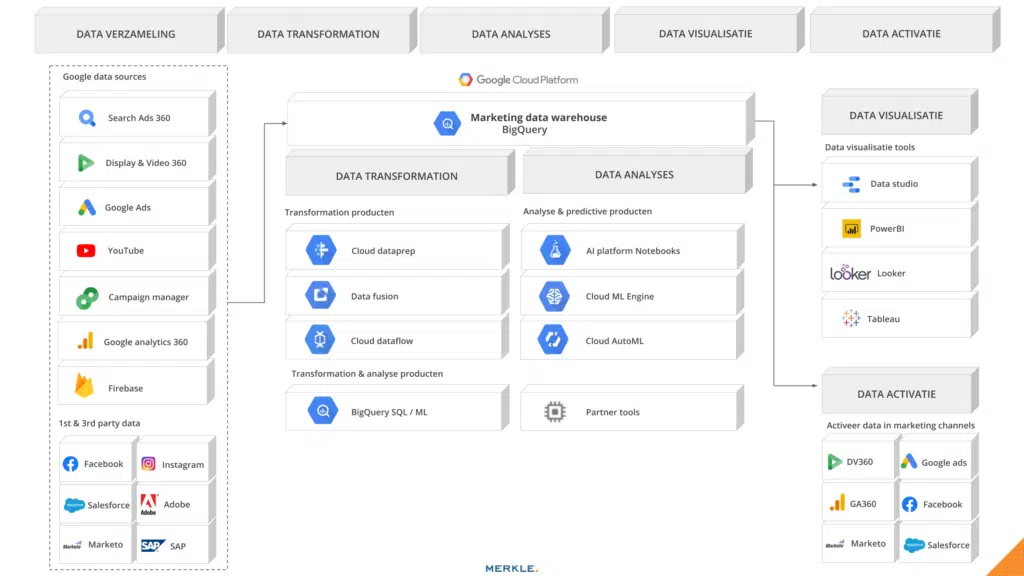 DATA VERZAMELING
DATA TRANSFORMATION
DATA ANALYSES
DATA VISUALISATIE
DATA ACTIVATIE
Google data sources
Search Ads 360
Display & Video 360
Google Ads
YouTube
Campaign manager
Google analytics 360
Firebase
1st & 3rd party data
Facebook
Instagram
Salesforce
Adobe
Adobe
Marketo
Marketo
SAP
SAP
Google Cloud Platform
Marketing data warehouse
BigQuery
DATA TRANSFORMATION
Transformation producten
Cloud dataprep
Data fusion
Cloud dataflow
DATA ANALYSES
Analyse & predictive producten
AI platform Notebooks
Cloud ML Engine
Cloud AutoML
Transformation & analyse producten
BigQuery SQL / ML
Partner tools
DATA VISUALISATIE
Data visualisatie tools
Data studio
PowerBI
looker
Looker
Tableau
DATA ACTIVATIE
Activeer data in marketing channels
DV360
Google ads
GA360
Facebook
Marketo
Marketo
Salesforce
MERKLE.